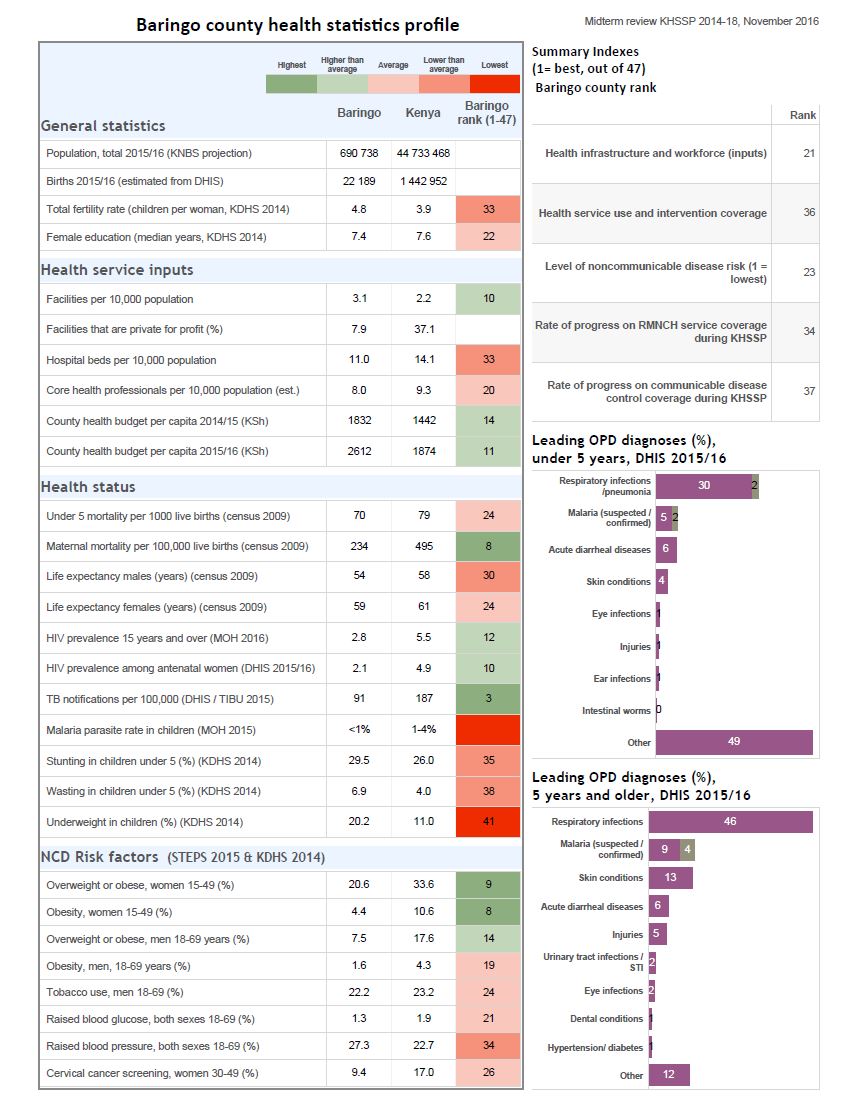 Baringo county health statistics profile
Midterm review KHSSP 2014-18, November 2016
Highest Higher than average Average Lower than average Lowest
Baringo Kenya Baringo rank (1-47)
General statistics
Population, total 2015/16 (KNBS projection) 690 738 44 733 468
Births 2015/16 (estimated from DHIS) 22 189 1 442 952
Total fertility rate (children per woman, KDHS 2014) 4.8 3.9 33
Female education (median years, KDHS 2014) 7.4 7.6 22
Health service inputs
Facilities per 10,000 population 3.1 2.2 10
Facilities that are private for profit (%) 7.9 37.1
Hospital beds per 10,000 population 11.0 14.1 33
Core health professionals per 10,000 population (est.) 8.0 9.3 20
County health budget per capita 2014/15 (KSh) 1832 1442 14
County health budget per capita 2015/16 (KSh) 2612 1874 11
Health status
Under 5 mortality per 1000 live births (census 2009) 70 79 24
Maternal mortality per 100,000 live births (census 2009) 234 495 8
Life expectancy males (years) (census 2009) 54 58 30
Life expectancy females (years) (census 2009) 59 61 24
HIV prevalence 15 years and over (MOH 2016) 2.8 5.5 12
HIV prevalence among antenatal women (DHIS 2015/16) 2.1 4.9 10
TB notifications per 100,000 (DHIS / TIBU 2015) 91 187 3
Malaria parasite rate in children (MOH 2015) <1% 1-4%
Stunting in children under 5 (%) (KDHS 2014) 29.5 26.0 35
Wasting in children under 5 (%) (KDHS 2014) 6.9 4.0 38
Underweight in children (%) (KDHS 2014) 20.2 11.0 41
NCD Risk factors (STEPS 2015 & KDHS 2014)
Overweight or obese, women 15-49 (%) 20.6 33.6 9
Obesity, women 15-49 (%) 4.4 10.6 8
Overweight or obese, men 18-69 years (%) 7.5 17.6 14
Obesity, men, 18-69 years (%) 1.6 4.3 19
Tobacco use, men 18-69 (%) 22.2 23.2 24
Raised blood glucose, both sexes 18-69 (%) 1.3 1.9 21
Raised blood pressure, both sexes 18-69 (%) 27.3 22.7 34
Cervical cancer screening, women 30-49 (%) 9.4 17.0 26
Summary Indexes
(1= best, out of 47)
Baringo county rank
Rank
Health infrastructure and workforce (inputs) 21
Health service use and intervention coverage 36
Level of noncommunicable disease risk (1 =
lowest) 23
Rate of progress on RMNCH service coverage
during KHSSP 34
Rate of progress on communicable disease
control coverage during KHSSP 37
Leading OPD diagnoses (%),
under 5 years, DHIS 2015/16
Respiratory infections
/pneumonia 30 2
Malaria (suspected /
confirmed) 5 2
Acute diarrheal diseases 6
Skin conditions 4
Eye infections 1
Injuries 1
Ear infections 1
Intestinal worms 0
Other 49
Leading OPD diagnoses (%),
5 years and older, DHIS 2015/16
Respiratory infections 46
Malaria (suspected /
confirmed) 9 4
Skin conditions 13
Acute diarrheal diseases 6
Injuries 5
Urinary tract infections /
STI 2
Eye infections 2
Dental conditions 1
Hypertension/ diabetes 1
Other 12